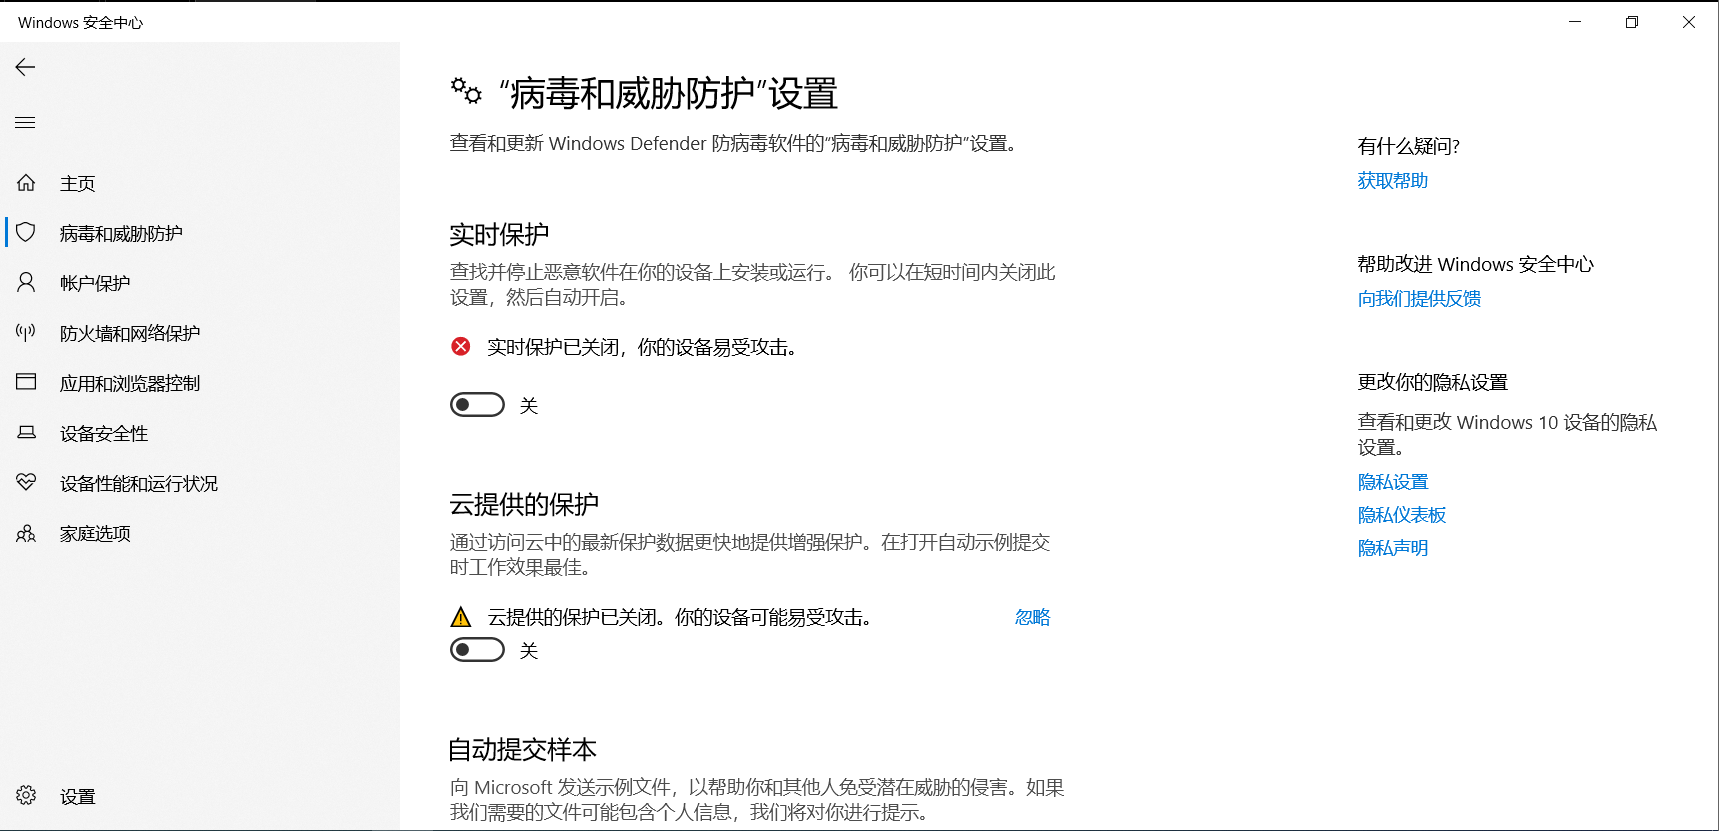 Windows 安全中心
主页
病毒和威胁防护
帐户保护
防火墙和网络保护
应用和浏览器控制
设备安全性
设备性能和运行状况
家庭选项
设置
“病毒和威胁防护”设置
查看和更新 Windows Defender 防病毒软件的“病毒和威胁防护”设置。
实时保护
查找并停止恶意软件在你的设备上安装或运行。 你可以在短时间内关闭此
设置，然后自动开启。
实时保护已关闭，你的设备易受攻击。
关
云提供的保护
通过访问云中的最新保护数据更快地提供增强保护。在打开自动示例提交
时工作效果最佳。
云提供的保护已关闭。你的设备可能易受攻击。
忽略
关
自动提交样本
向 Microsoft 发送示例文件，以帮助你和其他人免受潜在威胁的侵害。如果
我们需要的文件可能包含个人信息，我们将对你进行提示。
有什么疑问?
获取帮助
帮助改进 Windows 安全中心
向我们提供反馈
更改你的隐私设置
查看和更改 Windows 10 设备的隐私
设置。
隐私设置
隐私仪表板
隐私声明